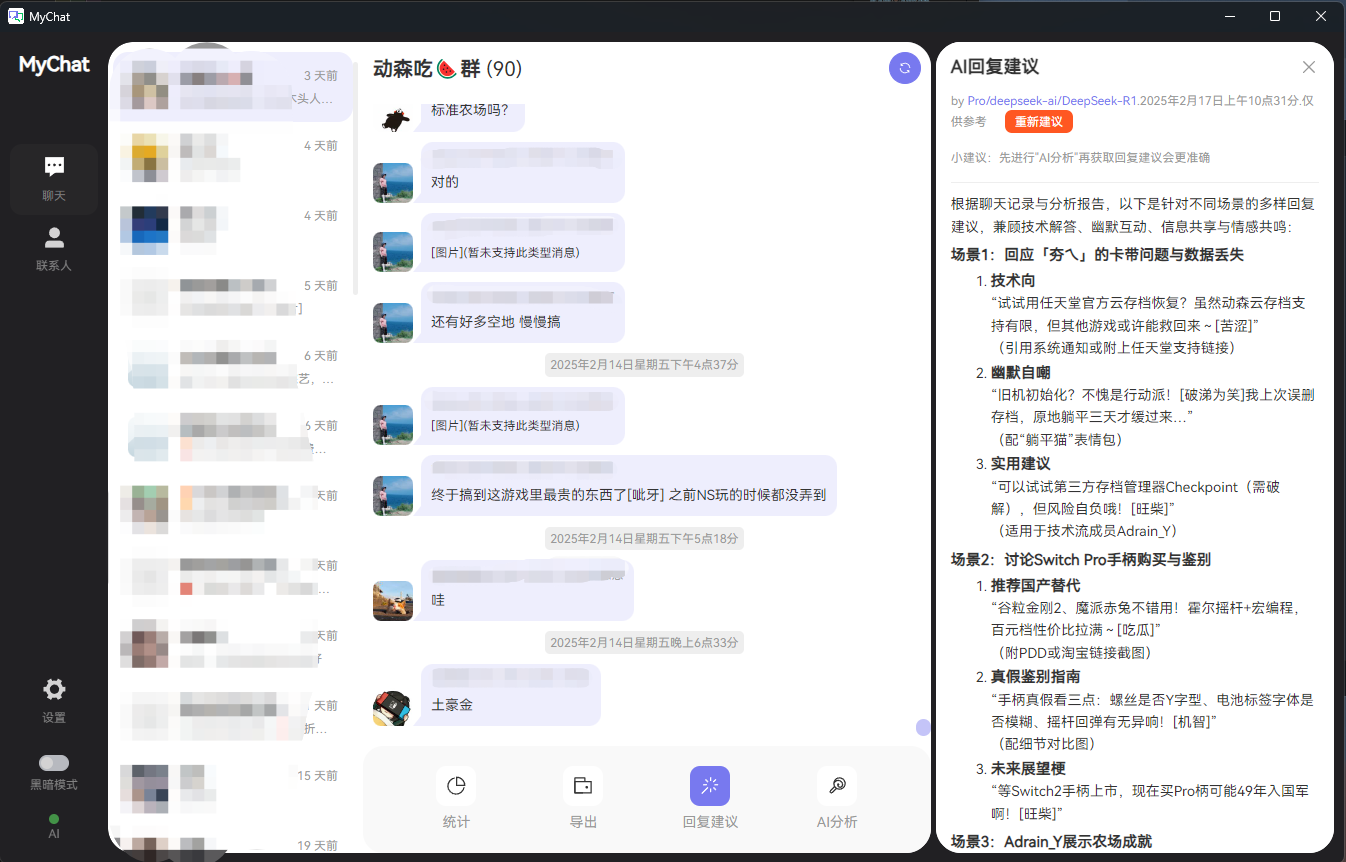 MyChat
MyChat
聊天
联系人
设置
黑暗模式
AI
3 天前
木头人…
4 天前
4 天前
5 天前
]
6 天前
艺，…
6 天前
…
天前
天前
…
天前
天前
折…
15 天前
19 天前
动森吃🍉群 (90)
标准农场吗?
对的
[图片](暂未支持此类型消息)
还有好多空地 慢慢搞
2025年2月14日星期五下午4点37分
[图片](暂未支持此类型消息)
终于搞到这游戏里最贵的东西了[呲牙] 之前NS玩的时候都没弄到
2025年2月14日星期五下午5点18分
哇
2025年2月14日星期五晚上6点33分
土豪金
统计
导出
回复建议
AI分析
AI回复建议
by Pro/deepseek-ai/DeepSeek-R1.2025年2月17日上午10点31分.仅
供参考 重新建议
小建议：先进行"AI分析"再获取回复建议会更准确
根据聊天记录与分析报告，以下是针对不同场景的多样回复
建议，兼顾技术解答、幽默互动、信息共享与情感共鸣：
场景1：回应「夯乀」的卡带问题与数据丢失
1. 技术向
“试试用任天堂官方云存档恢复？虽然动森云存档支
持有限，但其他游戏或许能救回来～[苦涩]”
（引用系统通知或附上任天堂支持链接）
2. 幽默自嘲
“旧机初始化？不愧是行动派！[破涕为笑]我上次误删
存档，原地躺平三天才缓过来…”
（配“躺平猫”表情包）
3. 实用建议
“可以试试第三方存档管理器Checkpoint（需破
解），但风险自负哦！[旺柴]”
（适用于技术流成员Adrain_Y）
场景2：讨论Switch Pro手柄购买与鉴别
1. 推荐国产替代
“谷粒金刚2、魔派赤兔不错用！霍尔摇杆+宏编程，
百元档性价比拉满～[吃瓜]”
（附PDD或淘宝链接截图）
2. 真假鉴别指南
“手柄真假看三点：螺丝是否Y字型、电池标签字体是
否模糊、摇杆回弹有无异响！[机智]”
（配细节对比图）
3. 未来展望梗
“等Switch2手柄上市，现在买Pro柄可能49年入国军
啊！[旺柴]”
场景3：Adrain_Y展示农场成就